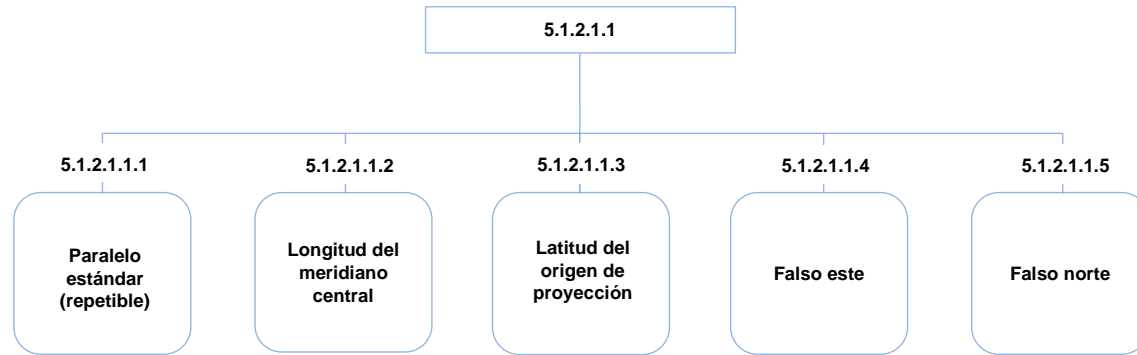 5.1.2.1.1
5.1.2.1.1.1
5.1.2.1.1.2
5.1.2.1.1.3
5.1.2.1.1.4
5.1.2.1.1.5
Paralelo
estándar
(repetible)
Longitud del
meridiano
central
Latitud del
origen de
proyección
Falso este
Falso norte